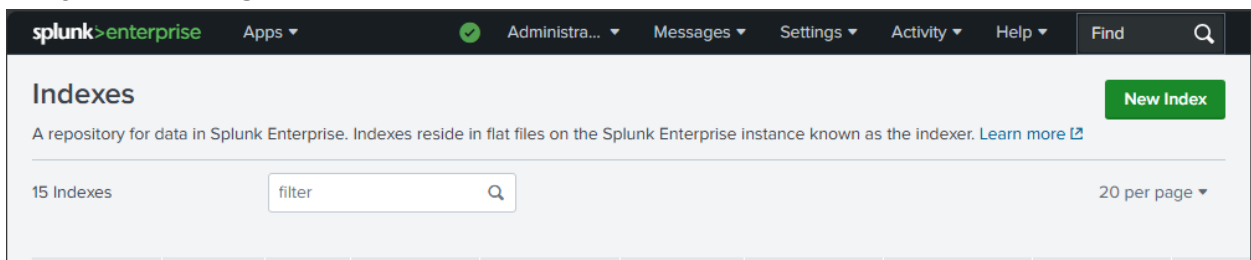 splunk>enterprise Apps ▾ Administra... ▾ Messages ▾ Settings ▾ Activity ▾ Help ▾ Find
Indexes
New Index
A repository for data in Splunk Enterprise. Indexes reside in flat files on the Splunk Enterprise instance known as the indexer. Learn more
15 Indexes filter 20 per page ▾